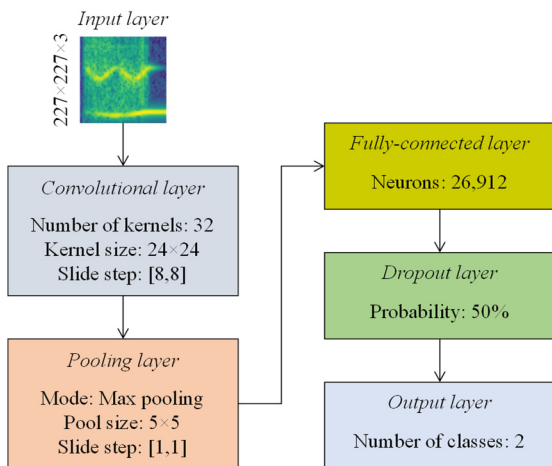 Input layer
227×227×3
Convolutional layer
Number of kernels: 32
Kernel size: 24×24
Slide step: [8,8]
Pooling layer
Mode: Max pooling
Pool size: 5×5
Slide step: [1,1]
Fully-connected layer
Neurons: 26,912
Dropout layer
Probability: 50%
Output layer
Number of classes: 2